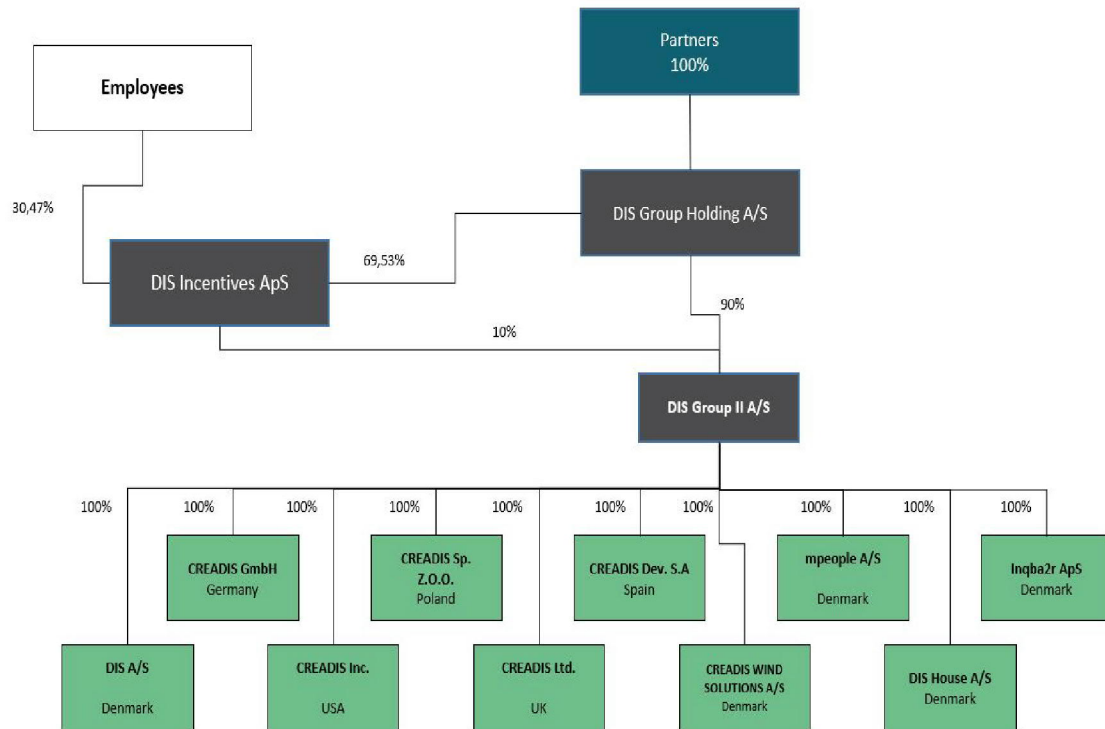 Partners
100%
Employees
30,47%
DIS Group Holding A/S
69,53%
DIS Incentives ApS
90%
10%
DIS Group II A/S
100%
100%
100%
100%
100%
100%
100%
100%
100%
100%
CREADIS GmbH
Germany
CREADIS Sp.
Z.O.O.
Poland
CREADIS Dev. S.A
Spain
mpeople A/S
Denmark
Inqba2r ApS
Denmark
DIS A/S
Denmark
CREADIS Inc.
USA
CREADIS Ltd.
UK
CREADIS WIND
SOLUTIONS A/S
Denmark
DIS House A/S
Denmark